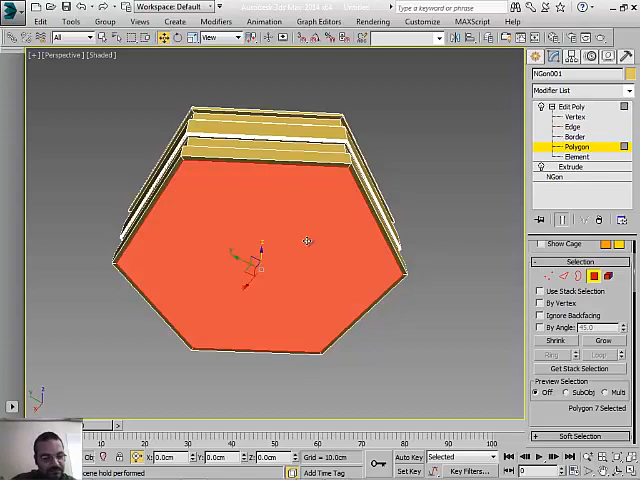 Workspace: Default
Autodesk 3ds Max 2014 x64 Untitled
Type a keyword or phrase
Edit Tools Group Views Create Modifiers Animation Graph Editors Rendering Customize MAXScript Help
All
View
[+] [Perspective] [Shaded]
NGon001
Modifier List
Edit Poly
Vertex
Edge
Border
Polygon
Element
Extrude
NGon
Show Cage
Selection
Use Stack Selection
By Vertex
Ignore Backfacing
By Angle: 45.0
Shrink Grow
Ring Loop
Get Stack Selection
Preview Selection
Off SubObj Multi
Polygon 7 Selected
Soft Selection
10 20 30 40 50 60 70 80 90 100
X: 0.0cm Y: 0.0cm Z: 0.0cm Grid = 10.0cm
Auto Key Selected
Set Key Key Filters...
0
cene hold performed
Add Time Tag